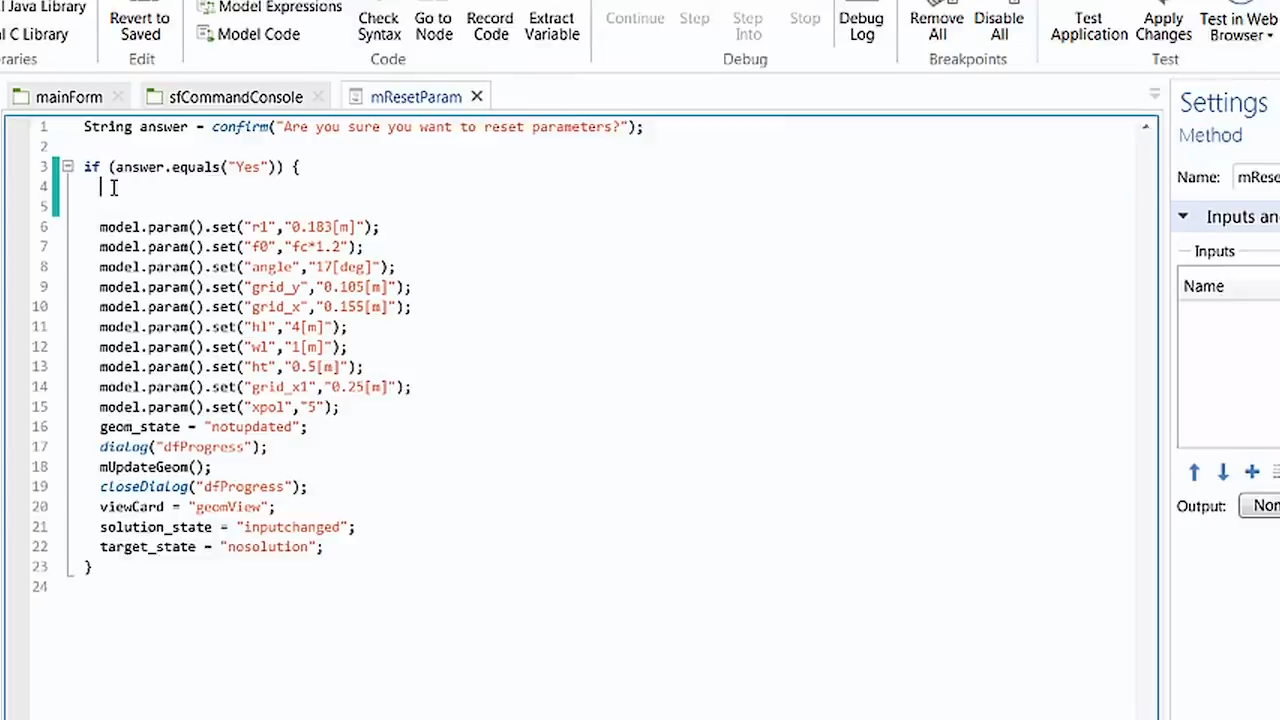 l Java Library
l C Library
raries
Revert to
Saved
Edit
Model Expressions
Model Code
Check
Syntax
Go to
Node
Record
Code
Extract
Variable
Code
Continue
Step
Step
Into
Stop
Debug
Log
Debug
Remove
All
Disable
All
Breakpoints
Test
Application
Apply
Changes
Test in Web
Browser
Test
mainForm
sfCommandConsole
mResetParam
1 String answer = confirm("Are you sure you want to reset parameters?");
2
3 if (answer.equals("Yes")) {
4
5
6 model.param().set("r1","0.183[m]");
7 model.param().set("f0","fc*1.2");
8 model.param().set("angle","17[deg]");
9 model.param().set("grid_y","0.105[m]");
10 model.param().set("grid_x","0.155[m]");
11 model.param().set("hl","4[m]");
12 model.param().set("wl","1[m]");
13 model.param().set("ht","0.5[m]");
14 model.param().set("grid_x1","0.25[m]");
15 model.param().set("xpol","5");
16 geom_state = "notupdated";
17 dialog("dfProgress");
18 mUpdateGeom();
19 closeDialog("dfProgress");
20 viewCard = "geomView";
21 solution_state = "inputchanged";
22 target_state = "nosolution";
23 }
24
Settings
Method
Name: mRese
Inputs an
Inputs
Name
Output: Non